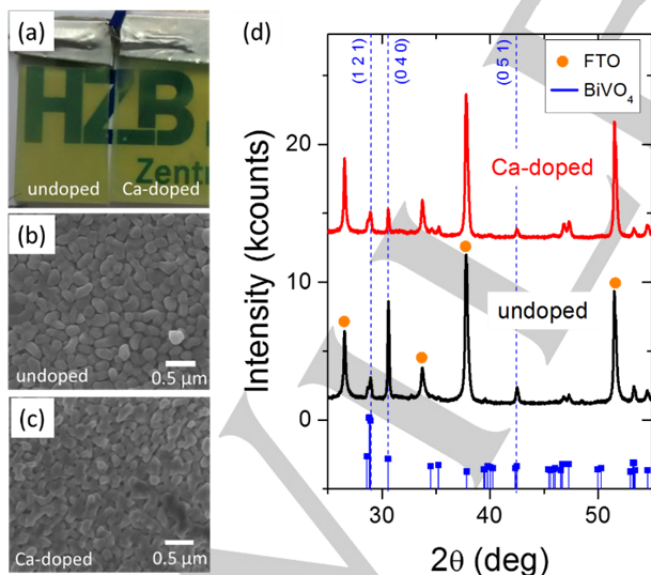 (a)
HZB
Zentr
undoped
Ca-doped
(b)
undoped
0.5 µm
(c)
Ca-doped
0.5 µm
(d)
(1 2 1)
(0 4 0)
(0 5 1)
FTO
BiVO₄
Ca-doped
undoped
Intensity (kcounts)
20
10
0
30
40
50
2θ (deg)